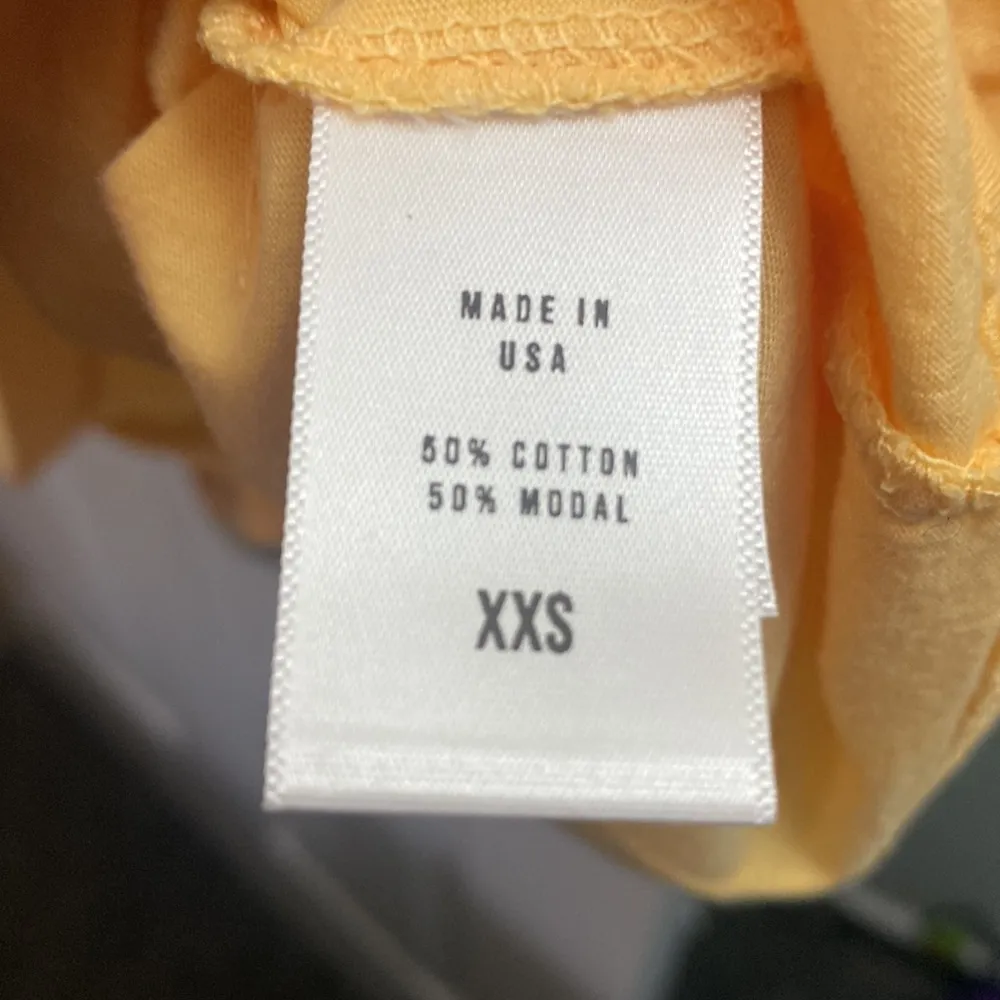 MADE IN
USA
50% COTTON
50% MODAL
XXS